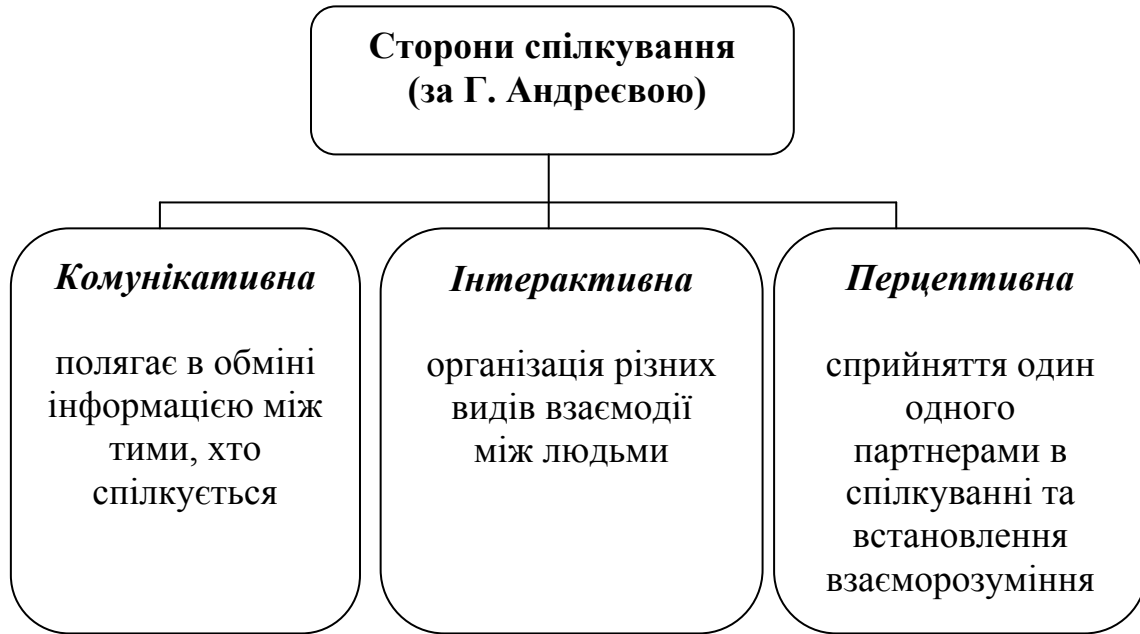 Сторони спілкування
(за Г. Андреєвою)
Комунікативна
полягає в обміні
інформацією між
тими, хто
спілкується
Інтерактивна
організація різних
видів взаємодії
між людьми
Перцептивна
сприйняття один
одного
партнерами в
спілкуванні та
встановлення
взаєморозуміння